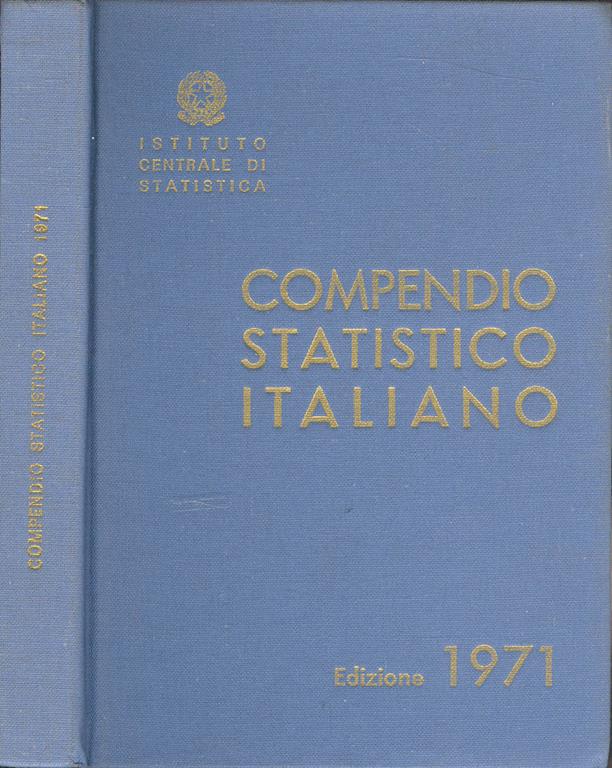 ISTITUTO
CENTRALE DI
STATISTICA
COMPENDIO
STATISTICO
ITALIANO
Edizione 1971
COMPENDIO STATISTICO ITALIANO 1971